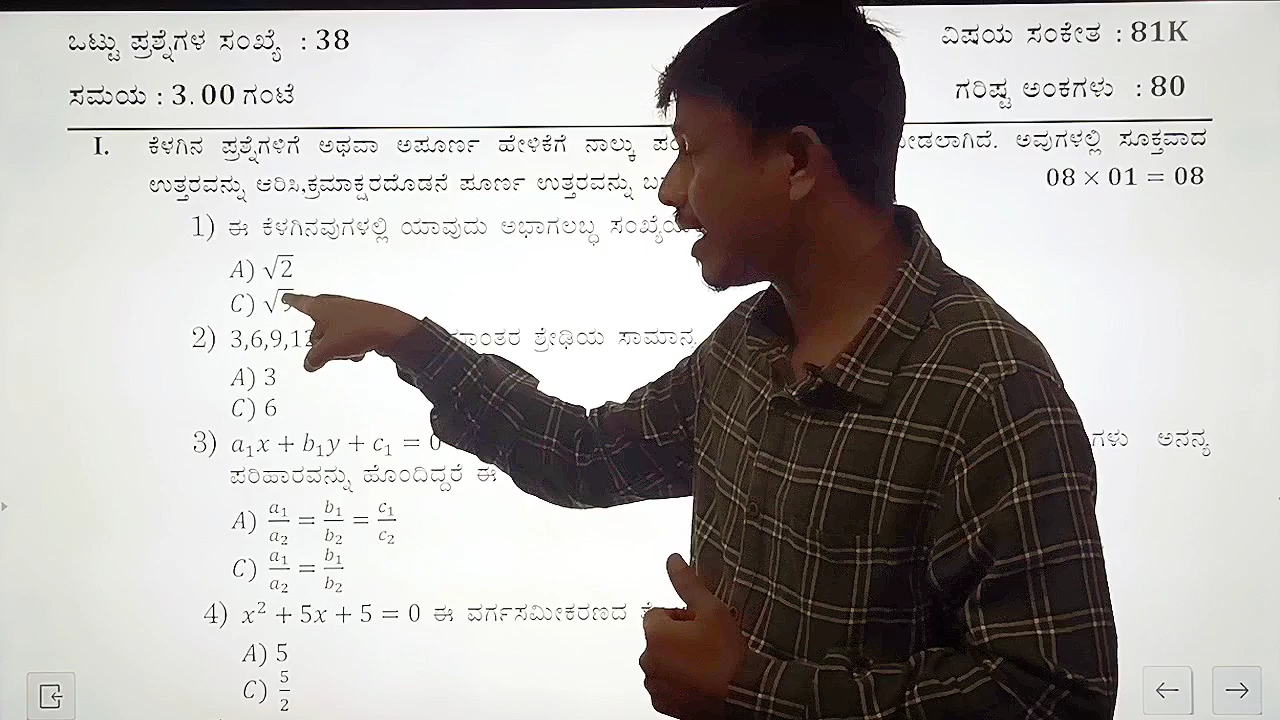 ಒಟ್ಟು ಪ್ರಶ್ನೆಗಳ ಸಂಖ್ಯೆ : 38
ವಿಷಯ ಸಂಕೇತ : 81K
ಸಮಯ : 3.00 ಗಂಟೆ
ಗರಿಷ್ಟ ಅಂಕಗಳು : 80
I. ಕೆಳಗಿನ ಪ್ರಶ್ನೆಗಳಿಗೆ ಅಥವಾ ಅಪೂರ್ಣ ಹೇಳಿಕೆಗೆ ನಾಲ್ಕು ಅವುಗಳಲ್ಲಿ ಸೂಕ್ತವಾದ
ಉತ್ತರವನ್ನು ಆರಿಸಿ,ಕ್ರಮಾಕ್ಷರದೊಡನೆ ಪೂರ್ಣ ಉತ್ತರವನ್ನು 08 × 01 = 08
1) ಈ ಕೆಳಗಿನವುಗಳಲ್ಲಿ ಯಾವುದು ಅಭಾಗಲಬ್ಧ
A) √2
C)
2) 3,6,9, ಶ್ರೇಢಿಯ ಸಾಮಾನ್ಯ
A) 3
C) 6
3) a₁x + b₁y + c₁ = 0 ಅನನ್ಯ
ಪರಿಹಾರವನ್ನು ಹೊಂದಿದ್ದರೆ ಈ
A) a₁/a₂ = b₁/b₂ = c₁/c₂
C) a₁/a₂ = b₁/b₂
4) x² + 5x + 5 = 0 ಈ ವರ್ಗಸಮೀಕರಣದ
A) 5
C) 5/2